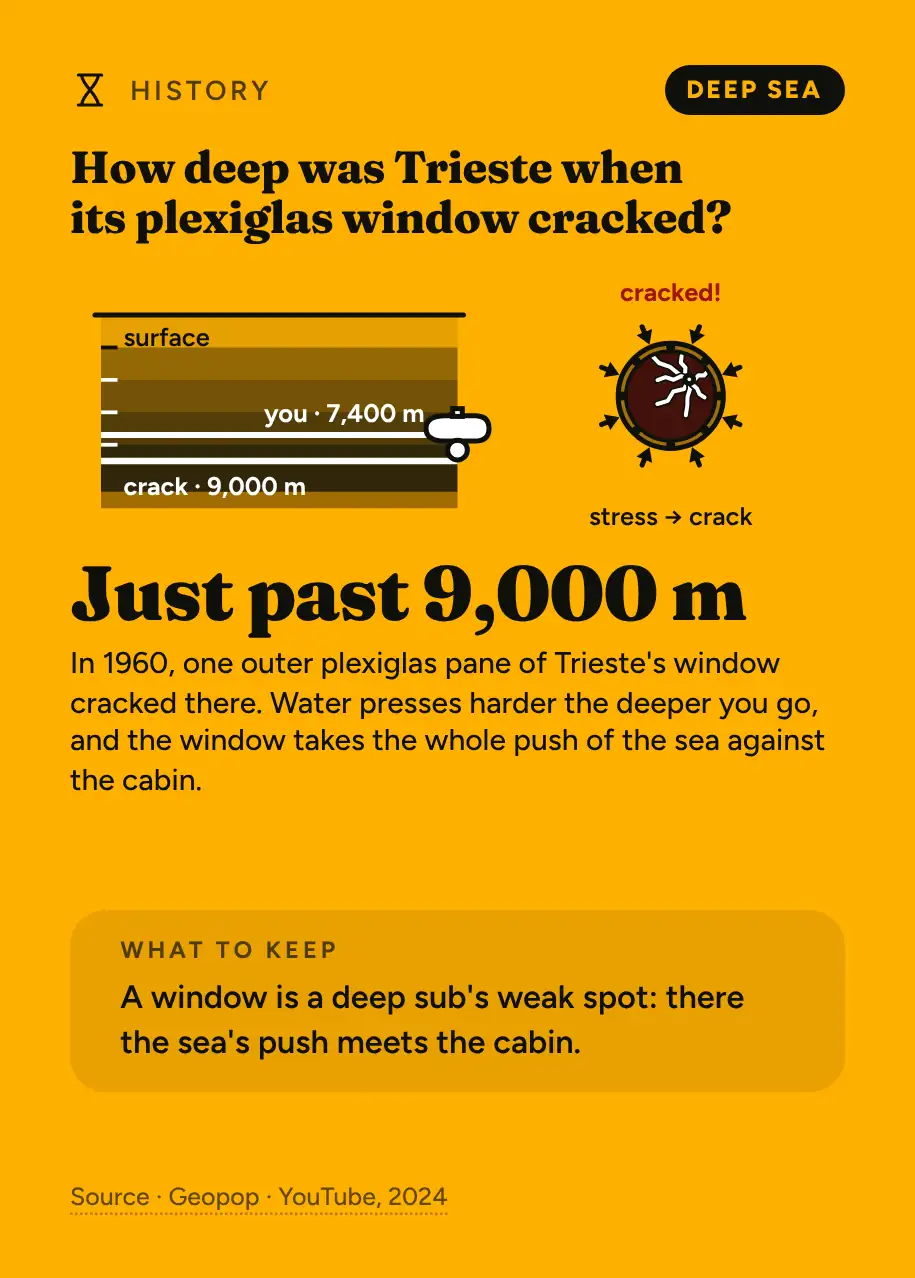 HISTORY
DEEP SEA
How deep was Trieste when
its plexiglas window cracked?
cracked!
surface
you · 7,400 m
crack · 9,000 m
stress → crack
Just past 9,000 m
In 1960, one outer plexiglas pane of Trieste's window
cracked there. Water presses harder the deeper you go,
and the window takes the whole push of the sea against
the cabin.
WHAT TO KEEP
A window is a deep sub's weak spot: there
the sea's push meets the cabin.
Source · Geopop · YouTube, 2024